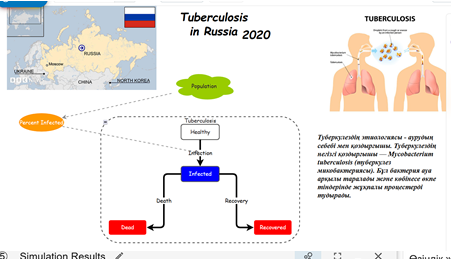 Tuberculosis
in Russia 2020
RUSSIA
Moscow
UKRAINE
CHINA
NORTH KOREA
Population
Percent Infected
Tuberculosis
Healthy
Infection
Infected
Death
Recovery
Dead
Recovered
TUBERCULOSIS
Туберкулездің этиологиясы - аурудың
себебі мен қоздырғышы. Туберкулездің
негізгі қоздырғышы — Mycobacterium
tuberculosis (туберкулез
микобактериясы). Бұл бактерия ауа
арқылы таралады және көбінесе өкпе
тіндерінде жұқпалы процестерді
тудырады.
Simulation Results